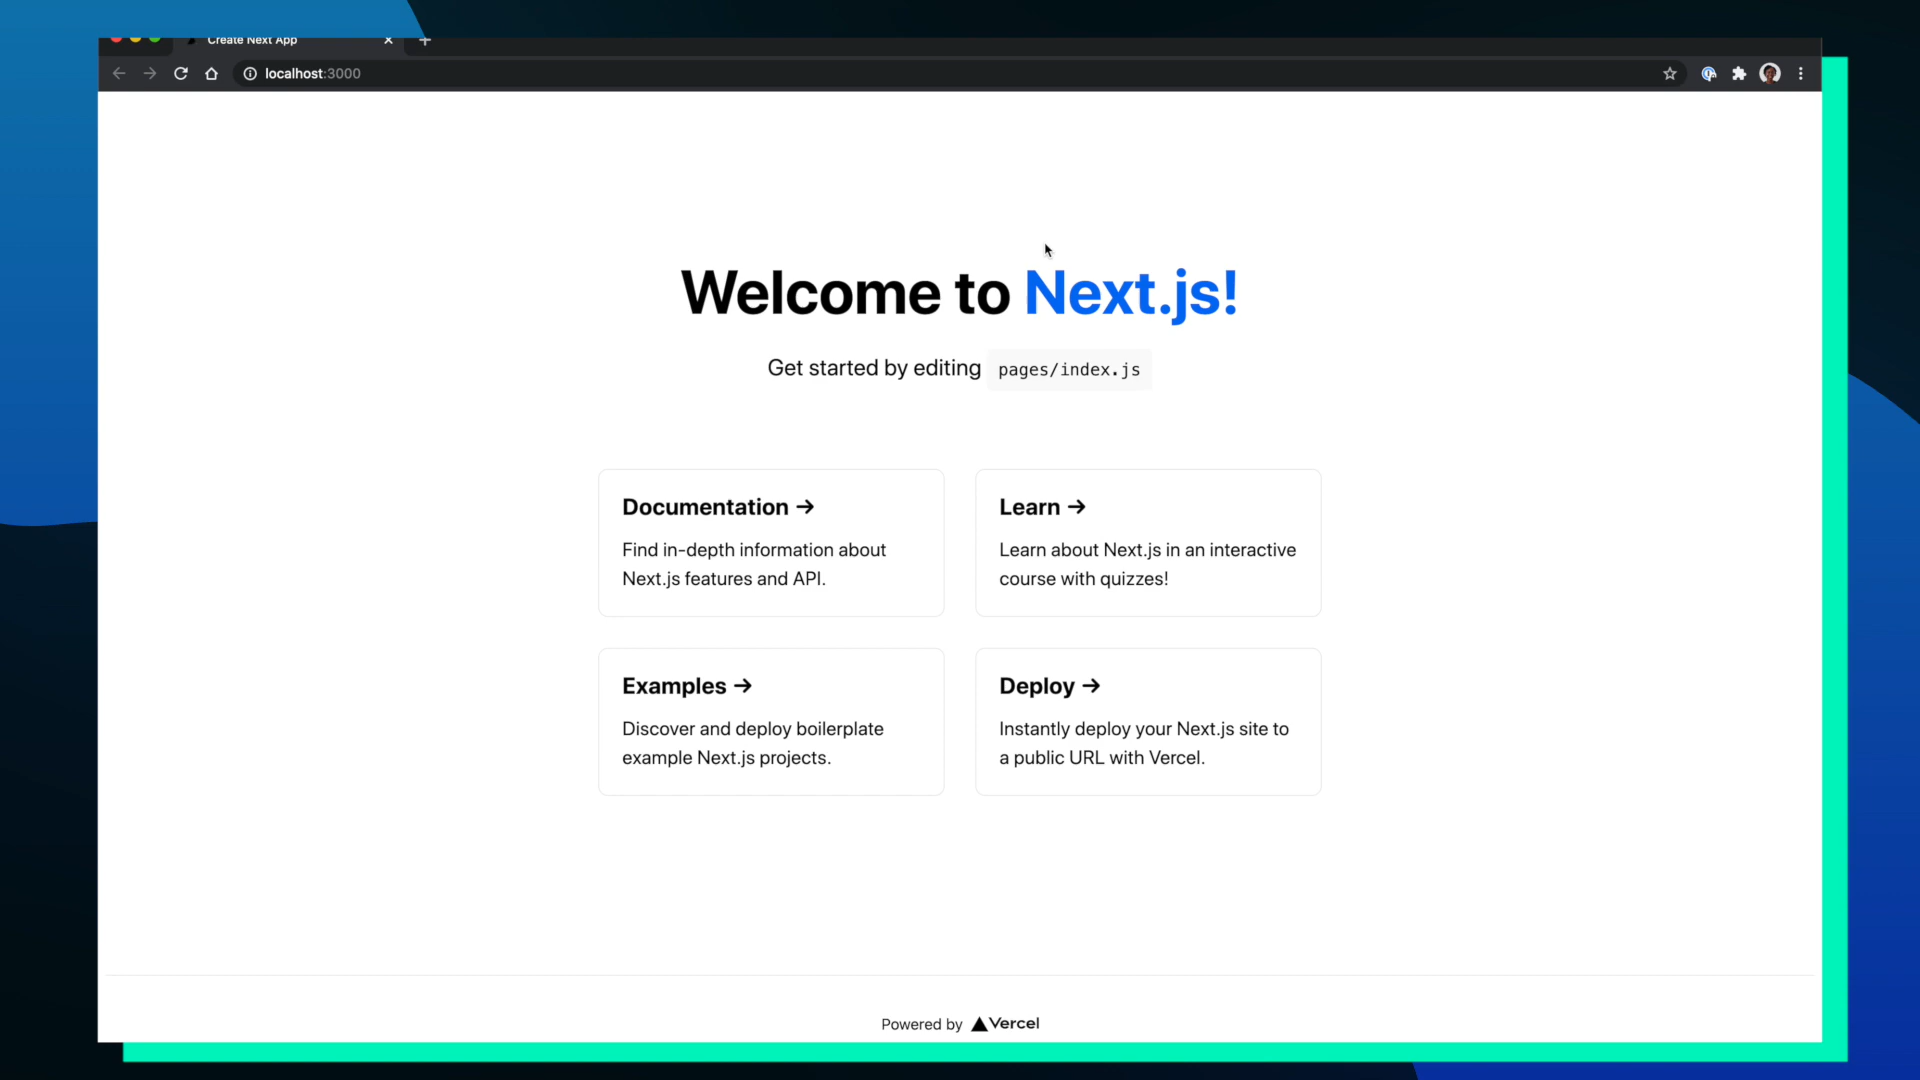 Create Next App
localhost:3000
Welcome to Next.js!
Get started by editing pages/index.js
Documentation →
Find in-depth information about
Next.js features and API.
Learn →
Learn about Next.js in an interactive
course with quizzes!
Examples →
Discover and deploy boilerplate
example Next.js projects.
Deploy →
Instantly deploy your Next.js site to
a public URL with Vercel.
Powered by Vercel